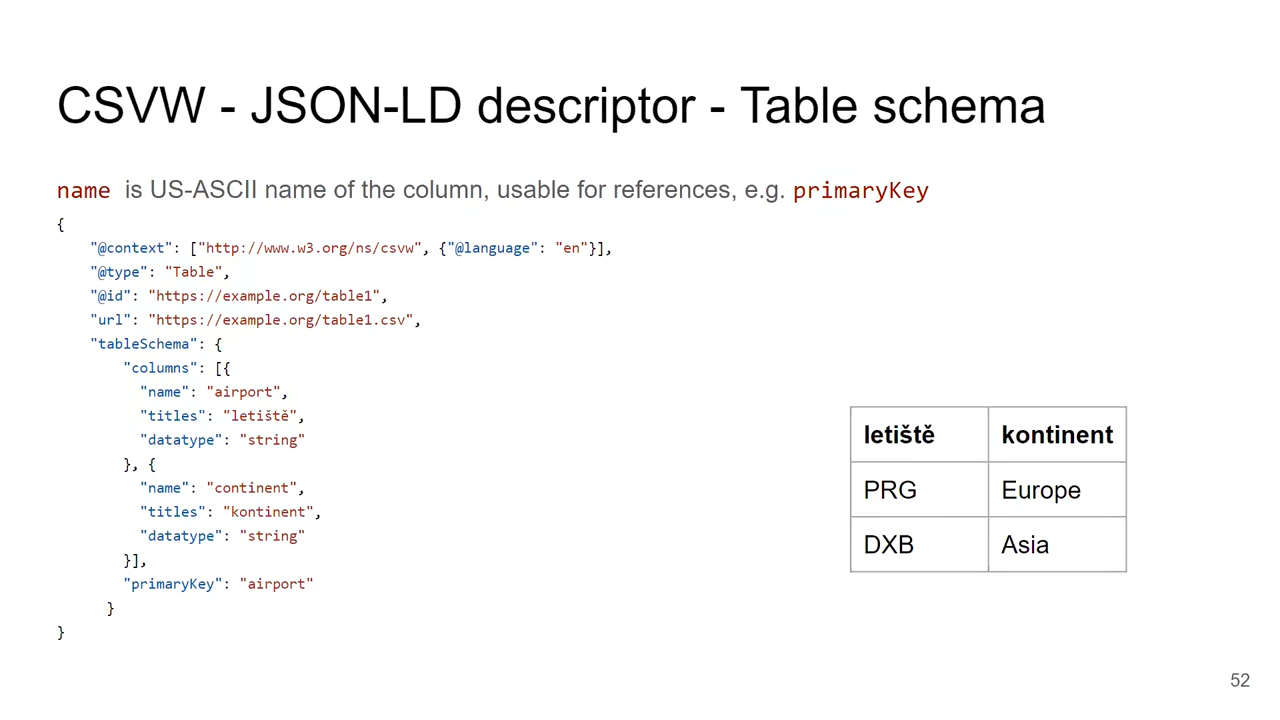 CSVW - JSON-LD descriptor - Table schema
name is US-ASCII name of the column, usable for references, e.g. primaryKey
{
"@context": ["http://www.w3.org/ns/csvw", {"@language": "en"}],
"@type": "Table",
"@id": "https://example.org/table1",
"url": "https://example.org/table1.csv",
"tableSchema": {
"columns": [{
"name": "airport",
"titles": "letiště",
"datatype": "string"
}, {
"name": "continent",
"titles": "kontinent",
"datatype": "string"
}],
"primaryKey": "airport"
}
}
letiště kontinent
PRG Europe
DXB Asia
52